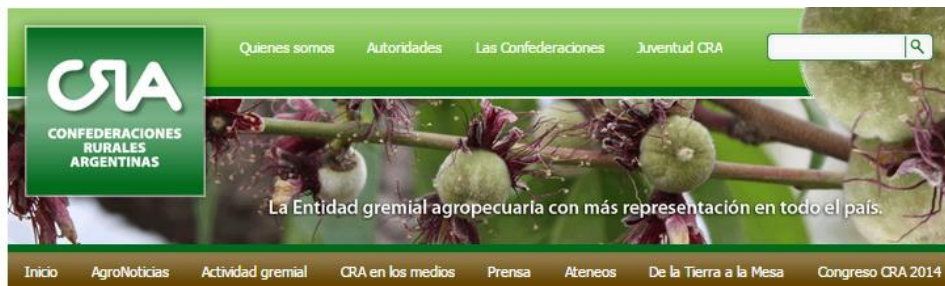 Quienes somos Autoridades Las Confederaciones Juventud CRA
CRA
CONFEDERACIONES
RURALES
ARGENTINAS
La Entidad gremial agropecuaria con más representación en todo el país.
Inicio AgroNoticias Actividad gremial CRA en los medios Prensa Ateneos De la Tierra a la Mesa Congreso CRA 2014